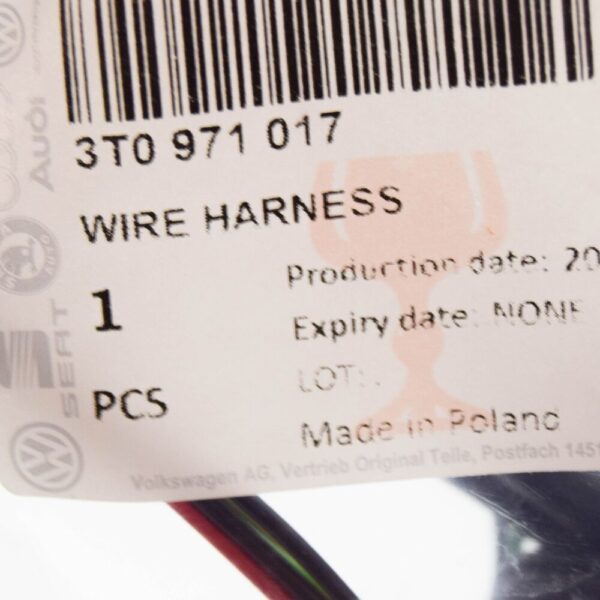 3T0 971 017
WIRE HARNESS
1
PCS
Production date: 20
Expiry date: NONE
LOT: .
Made in Poland
Volkswagen AG, Vertrieb Original Teile, Postfach 1451
AUDI
SEAT